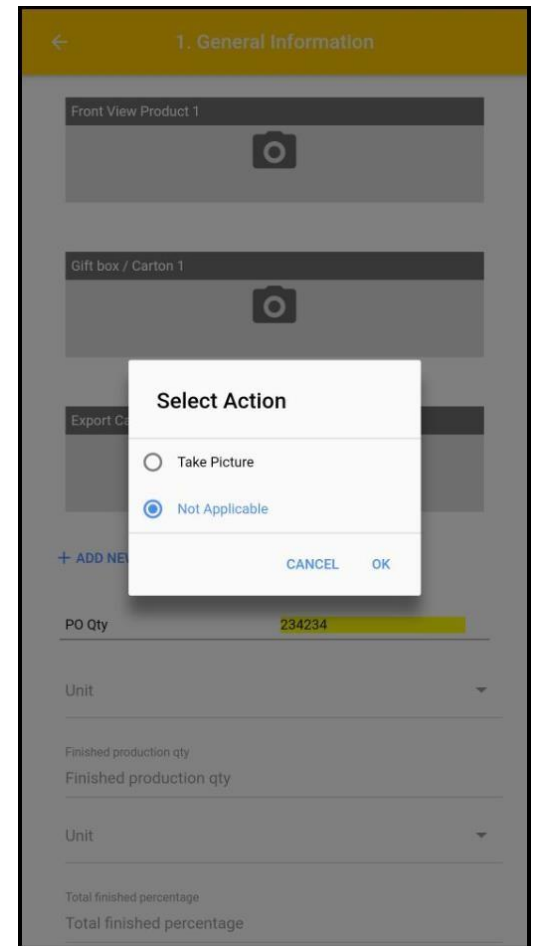 1. General Information
Front View Product 1
Gift box / Carton 1
Select Action
Export
Take Picture
Not Applicable
+ ADD
CANCEL OK
PO Qty 234234
Unit
Finished production qty
Finished production qty
Unit
Total finished percentage
Total finished percentage